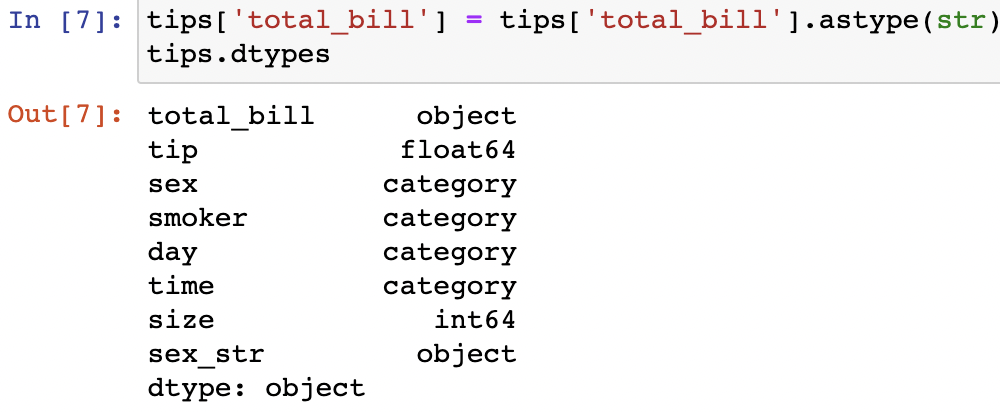 In [7]: tips['total_bill'] = tips['total_bill'].astype(str)
tips.dtypes
Out[7]: total_bill object
tip float64
sex category
smoker category
day category
time category
size int64
sex_str object
dtype: object